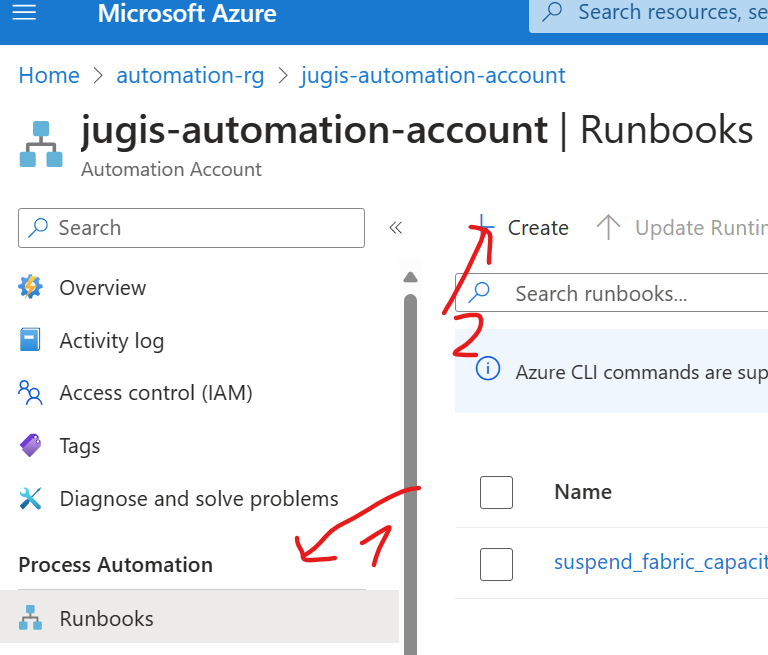 Microsoft Azure
Search resources, se
Home > automation-rg > jugis-automation-account
jugis-automation-account | Runbooks
Automation Account
Search
«
Create
Update Runtin
Overview
Search runbooks...
2
Activity log
Azure CLI commands are sup
Access control (IAM)
Tags
Name
Diagnose and solve problems
1
Process Automation
suspend_fabric_capacit
Runbooks